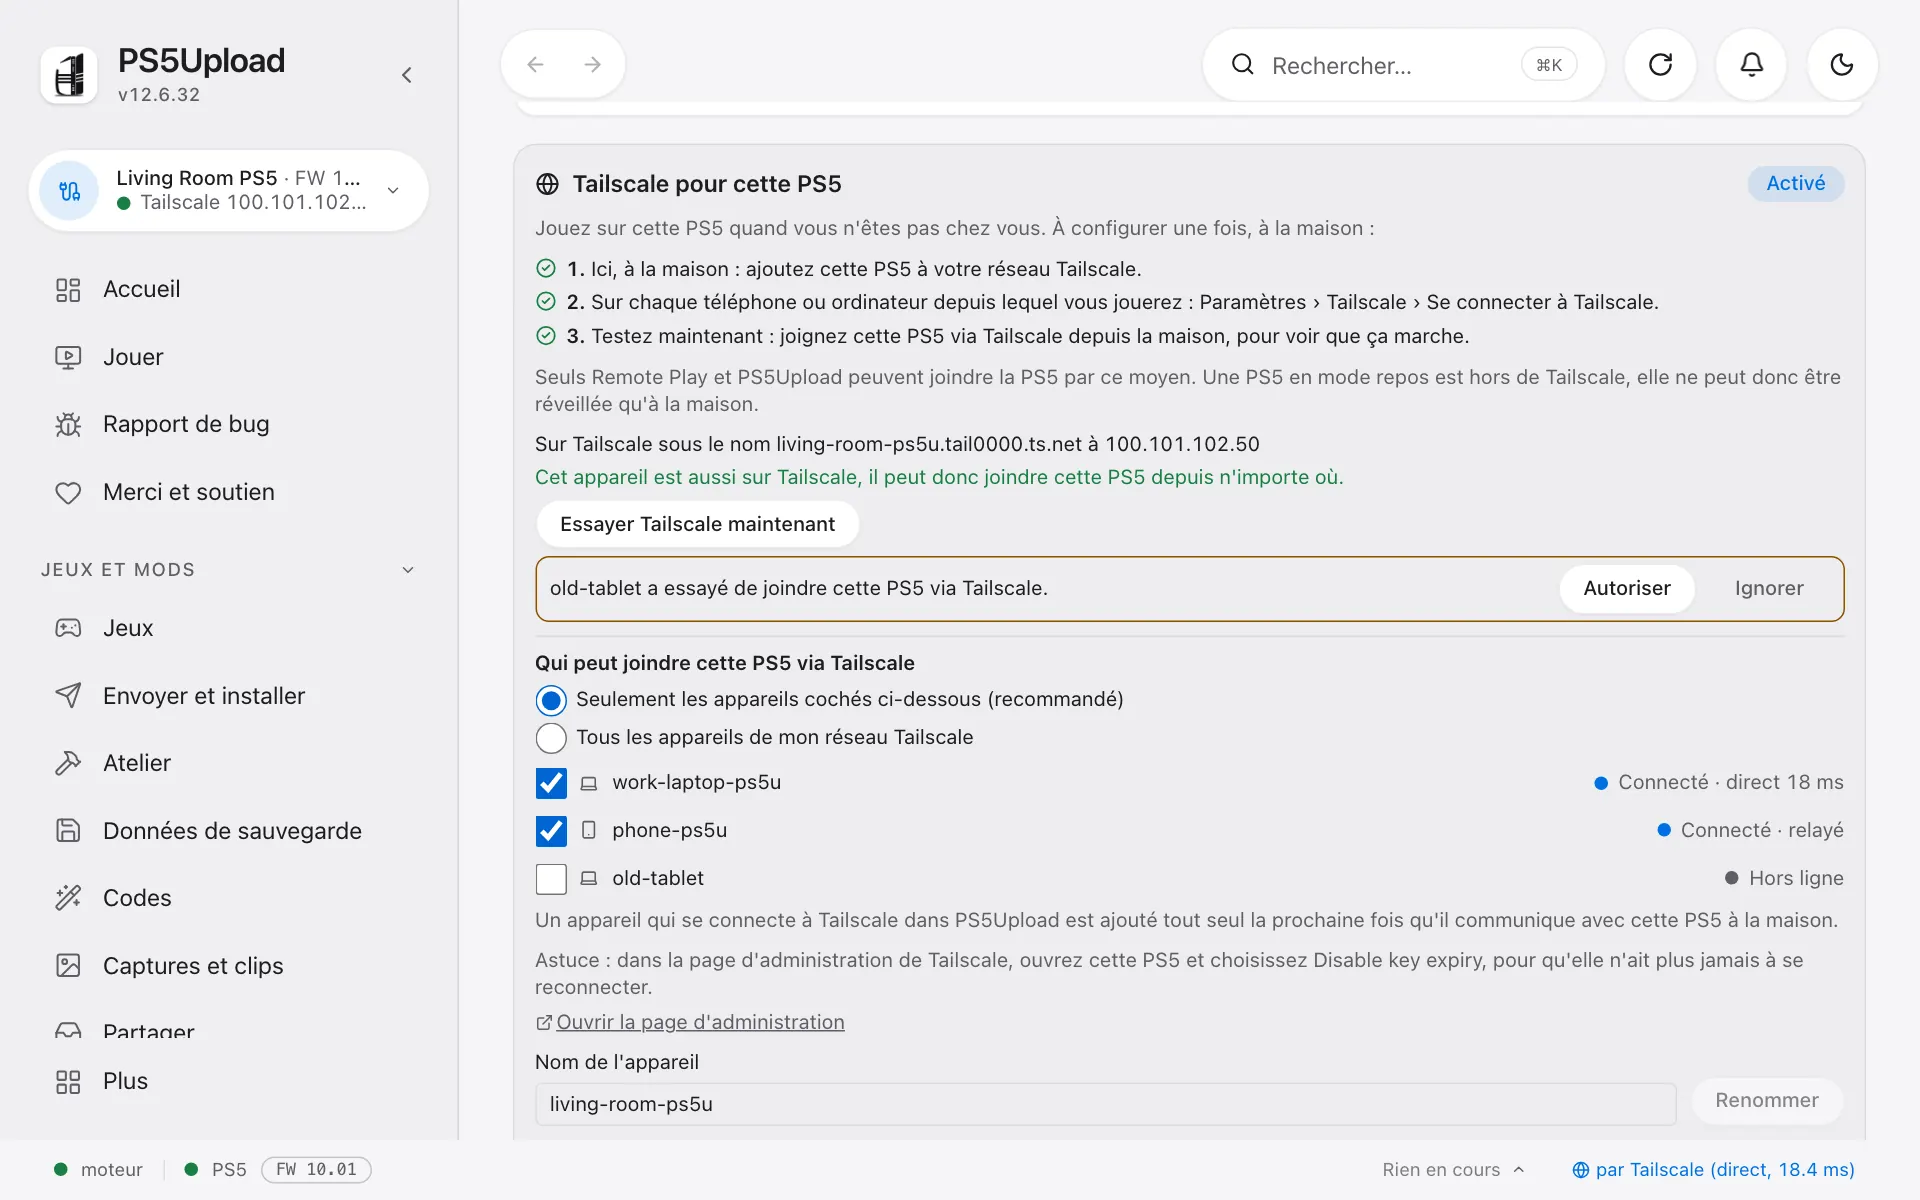 PS5Upload
v12.6.32
Living Room PS5 · FW 1...
Tailscale 100.101.102...
Accueil
Jouer
Rapport de bug
Merci et soutien
JEUX ET MODS
Jeux
Envoyer et installer
Atelier
Données de sauvegarde
Codes
Captures et clips
Partager
Plus
Rechercher...
⌘K
Tailscale pour cette PS5
Activé
Jouez sur cette PS5 quand vous n'êtes pas chez vous. À configurer une fois, à la maison :
1. Ici, à la maison : ajoutez cette PS5 à votre réseau Tailscale.
2. Sur chaque téléphone ou ordinateur depuis lequel vous jouerez : Paramètres › Tailscale › Se connecter à Tailscale.
3. Testez maintenant : joignez cette PS5 via Tailscale depuis la maison, pour voir que ça marche.
Seuls Remote Play et PS5Upload peuvent joindre la PS5 par ce moyen. Une PS5 en mode repos est hors de Tailscale, elle ne peut donc être
réveillée qu'à la maison.
Sur Tailscale sous le nom living-room-ps5u.tail0000.ts.net à 100.101.102.50
Cet appareil est aussi sur Tailscale, il peut donc joindre cette PS5 depuis n'importe où.
Essayer Tailscale maintenant
old-tablet a essayé de joindre cette PS5 via Tailscale.
Autoriser
Ignorer
Qui peut joindre cette PS5 via Tailscale
Seulement les appareils cochés ci-dessous (recommandé)
Tous les appareils de mon réseau Tailscale
work-laptop-ps5u
Connecté · direct 18 ms
phone-ps5u
Connecté · relayé
old-tablet
Hors ligne
Un appareil qui se connecte à Tailscale dans PS5Upload est ajouté tout seul la prochaine fois qu'il communique avec cette PS5 à la maison.
Astuce : dans la page d'administration de Tailscale, ouvrez cette PS5 et choisissez Disable key expiry, pour qu'elle n'ait plus jamais à se
reconnecter.
Ouvrir la page d'administration
Nom de l'appareil
living-room-ps5u
Renommer
moteur
PS5
FW 10.01
Rien en cours
par Tailscale (direct, 18.4 ms)